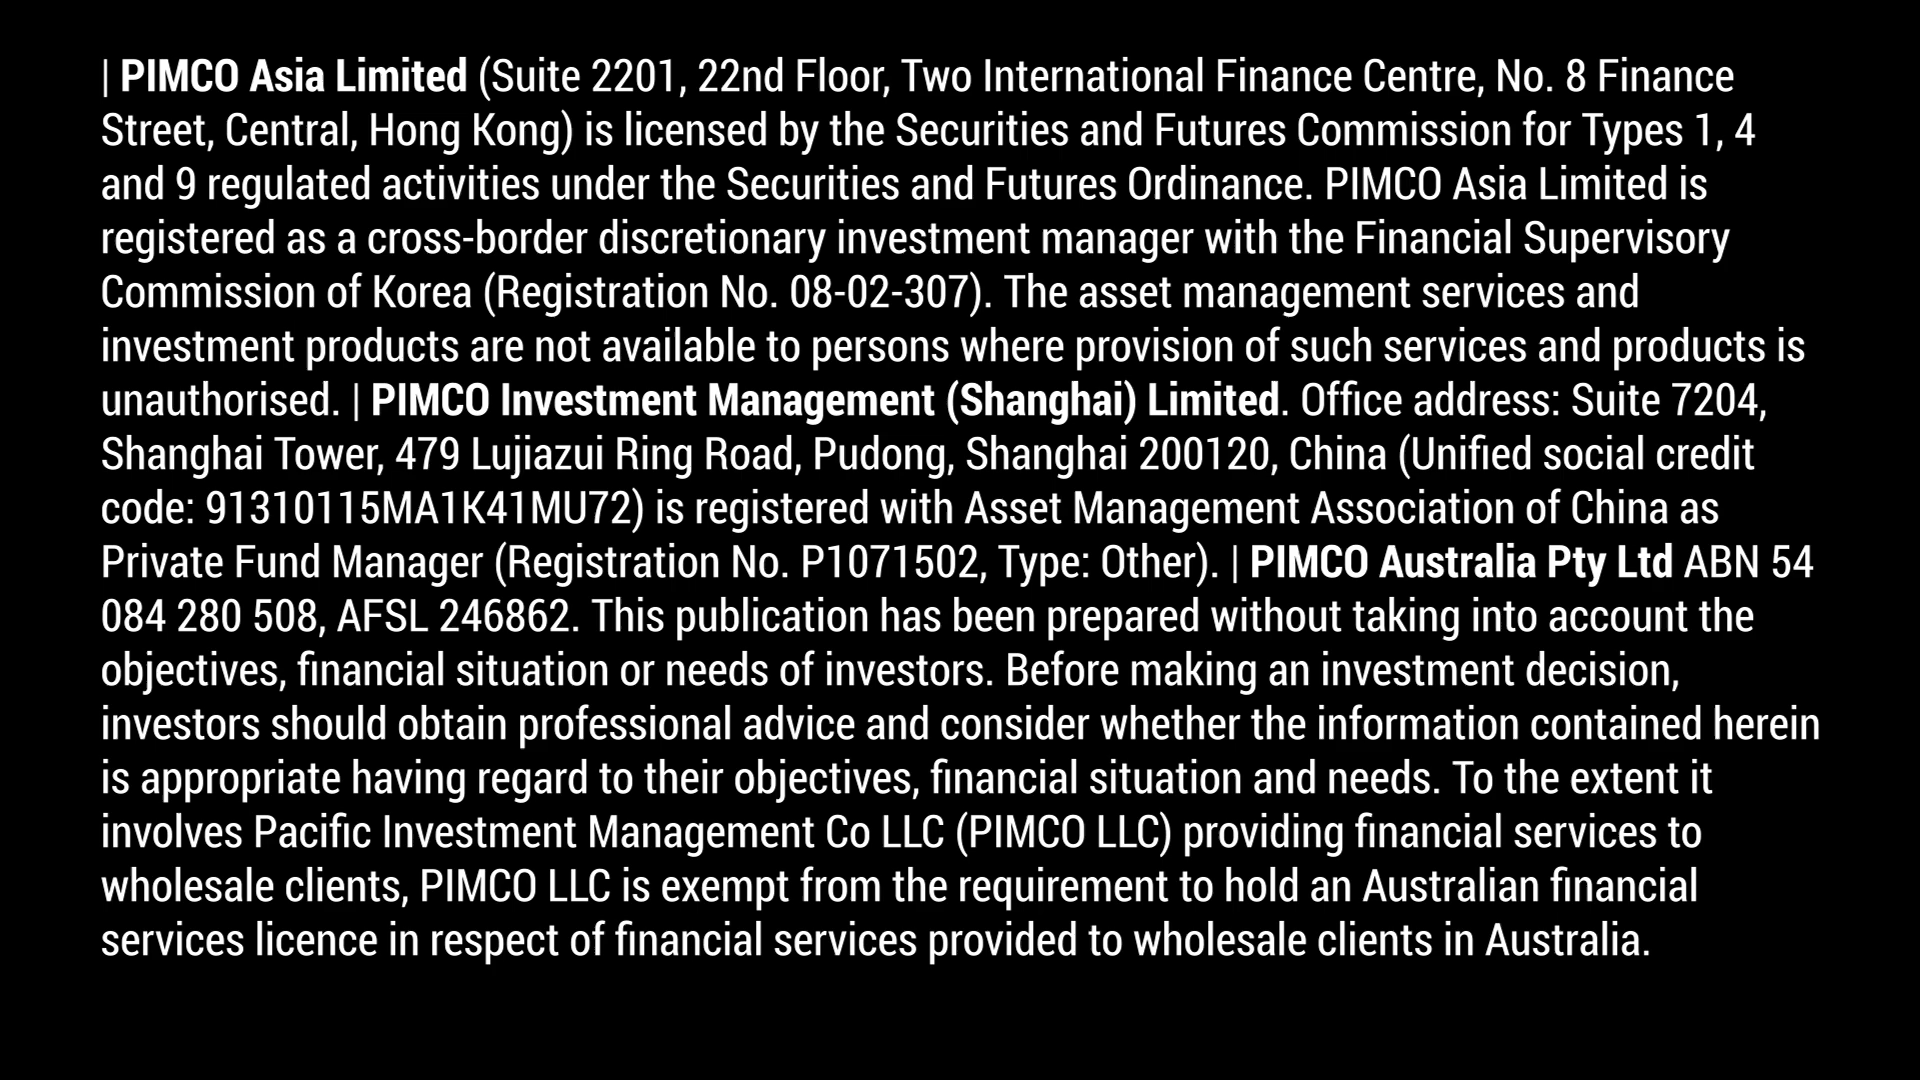 | PIMCO Asia Limited (Suite 2201, 22nd Floor, Two International Finance Centre, No. 8 Finance
Street, Central, Hong Kong) is licensed by the Securities and Futures Commission for Types 1, 4
and 9 regulated activities under the Securities and Futures Ordinance. PIMCO Asia Limited is
registered as a cross-border discretionary investment manager with the Financial Supervisory
Commission of Korea (Registration No. 08-02-307). The asset management services and
investment products are not available to persons where provision of such services and products is
unauthorised. | PIMCO Investment Management (Shanghai) Limited. Office address: Suite 7204,
Shanghai Tower, 479 Lujiazui Ring Road, Pudong, Shanghai 200120, China (Unified social credit
code: 91310115MA1K41MU72) is registered with Asset Management Association of China as
Private Fund Manager (Registration No. P1071502, Type: Other). | PIMCO Australia Pty Ltd ABN 54
084 280 508, AFSL 246862. This publication has been prepared without taking into account the
objectives, financial situation or needs of investors. Before making an investment decision,
investors should obtain professional advice and consider whether the information contained herein
is appropriate having regard to their objectives, financial situation and needs. To the extent it
involves Pacific Investment Management Co LLC (PIMCO LLC) providing financial services to
wholesale clients, PIMCO LLC is exempt from the requirement to hold an Australian financial
services licence in respect of financial services provided to wholesale clients in Australia.